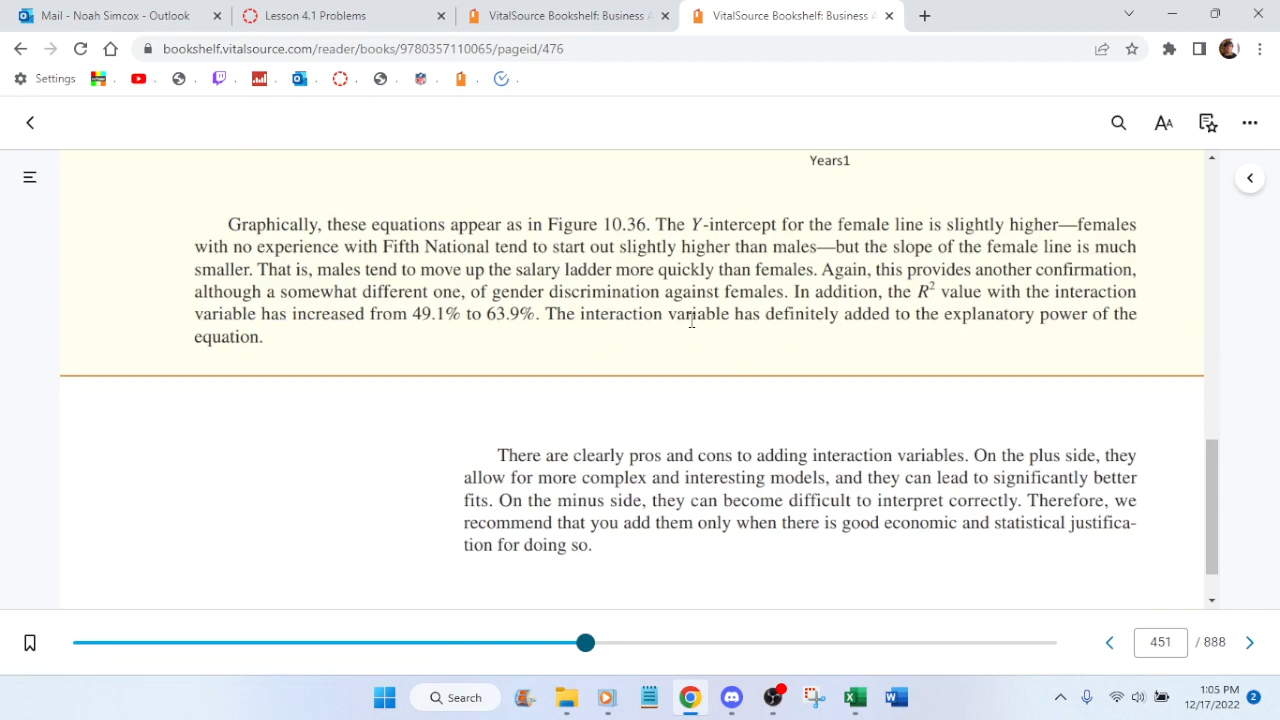 Mail - Noah Simcox - Outlook
Lesson 4.1 Problems
VitalSource Bookshelf: Business A
VitalSource Bookshelf: Business A
bookshelf.vitalsource.com/reader/books/9780357110065/pageid/476
Settings
Years1
Graphically, these equations appear as in Figure 10.36. The Y-intercept for the female line is slightly higher—females
with no experience with Fifth National tend to start out slightly higher than males—but the slope of the female line is much
smaller. That is, males tend to move up the salary ladder more quickly than females. Again, this provides another confirmation,
although a somewhat different one, of gender discrimination against females. In addition, the R² value with the interaction
variable has increased from 49.1% to 63.9%. The interaction variable has definitely added to the explanatory power of the
equation.
There are clearly pros and cons to adding interaction variables. On the plus side, they
allow for more complex and interesting models, and they can lead to significantly better
fits. On the minus side, they can become difficult to interpret correctly. Therefore, we
recommend that you add them only when there is good economic and statistical justifica-
tion for doing so.
451 / 888
Search
1:05 PM
12/17/2022
2